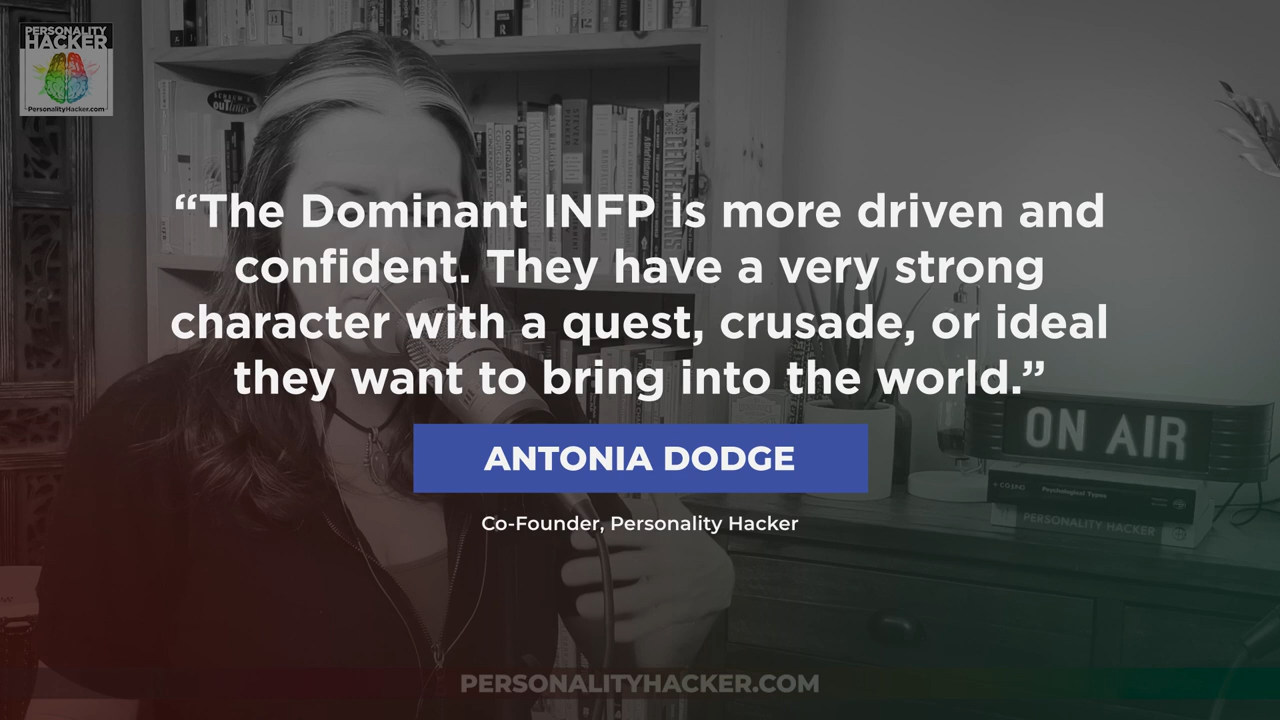 PERSONALITY
HACKER
PersonalityHacker.com
“The Dominant INFP is more driven and
confident. They have a very strong
character with a quest, crusade, or ideal
they want to bring into the world.”
ANTONIA DODGE
Co-Founder, Personality Hacker
ON AIR
C.G. JUNG Psychological Types
PERSONALITY HACKER
PERSONALITYHACKER.COM